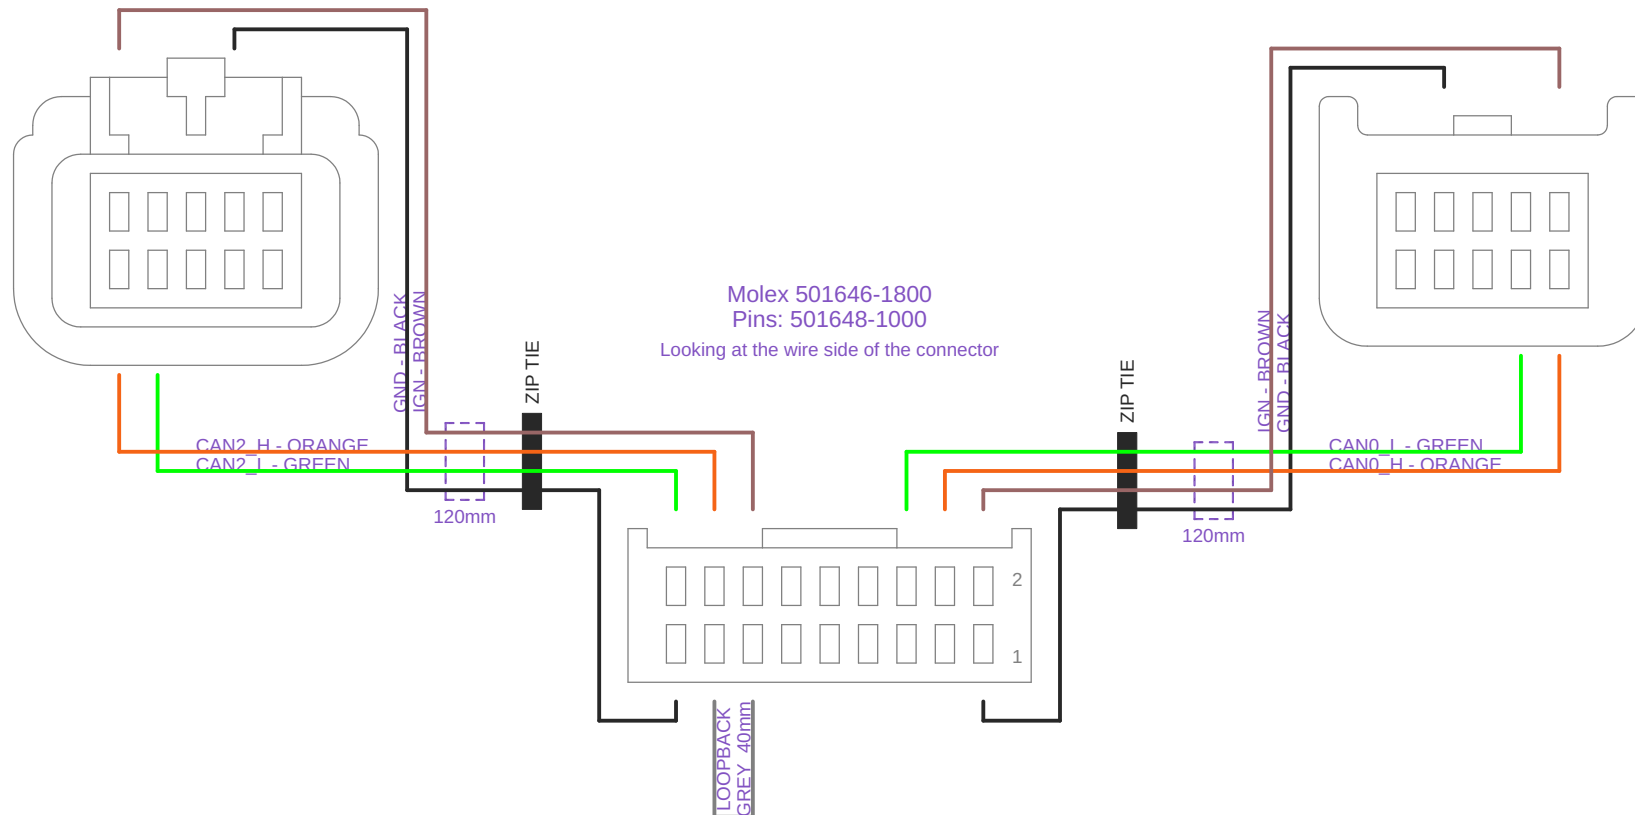 Molex 501646-1800
Pins: 501648-1000
Looking at the wire side of the connector
GND - BLACK
IGN - BROWN
ZIP TIE
CAN2_H - ORANGE
CAN2_L - GREEN
120mm
IGN - BROWN
GND - BLACK
ZIP TIE
CAN0_L - GREEN
CAN0_H - ORANGE
120mm
2
1
LOOPBACK
GREY 40mm